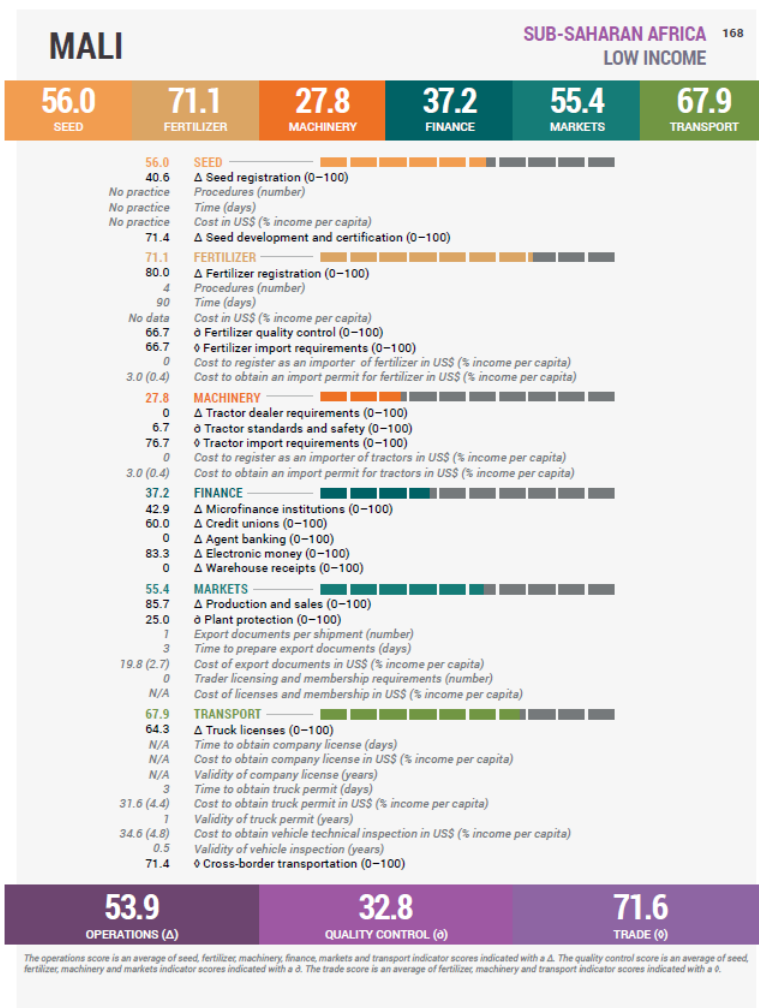 MALI
SUB-SAHARAN AFRICA 168
LOW INCOME
56.0 71.1 27.8 37.2 55.4 67.9
SEED FERTILIZER MACHINERY FINANCE MARKETS TRANSPORT
56.0 SEED
40.6 Δ Seed registration (0–100)
No practice Procedures (number)
No practice Time (days)
No practice Cost in US$ (% income per capita)
71.4 Δ Seed development and certification (0–100)
71.1 FERTILIZER
80.0 Δ Fertilizer registration (0–100)
4 Procedures (number)
90 Time (days)
No data Cost in US$ (% income per capita)
66.7 ∂ Fertilizer quality control (0–100)
66.7 ◊ Fertilizer import requirements (0–100)
0 Cost to register as an importer of fertilizer in US$ (% income per capita)
3.0 (0.4) Cost to obtain an import permit for fertilizer in US$ (% income per capita)
27.8 MACHINERY
0 Δ Tractor dealer requirements (0–100)
6.7 ∂ Tractor standards and safety (0–100)
76.7 ◊ Tractor import requirements (0–100)
0 Cost to register as an importer of tractors in US$ (% income per capita)
3.0 (0.4) Cost to obtain an import permit for tractors in US$ (% income per capita)
37.2 FINANCE
42.9 Δ Microfinance institutions (0–100)
60.0 Δ Credit unions (0–100)
0 Δ Agent banking (0–100)
83.3 Δ Electronic money (0–100)
0 Δ Warehouse receipts (0–100)
55.4 MARKETS
85.7 Δ Production and sales (0–100)
25.0 ∂ Plant protection (0–100)
1 Export documents per shipment (number)
3 Time to prepare export documents (days)
19.8 (2.7) Cost of export documents in US$ (% income per capita)
0 Trader licensing and membership requirements (number)
N/A Cost of licenses and membership in US$ (% income per capita)
67.9 TRANSPORT
64.3 Δ Truck licenses (0–100)
N/A Time to obtain company license (days)
N/A Cost to obtain company license in US$ (% income per capita)
N/A Validity of company license (years)
3 Time to obtain truck permit (days)
31.6 (4.4) Cost to obtain truck permit in US$ (% income per capita)
1 Validity of truck permit (years)
34.6 (4.8) Cost to obtain vehicle technical inspection in US$ (% income per capita)
0.5 Validity of vehicle inspection (years)
71.4 ◊ Cross-border transportation (0–100)
53.9 32.8 71.6
OPERATIONS (Δ) QUALITY CONTROL (∂) TRADE (◊)
The operations score is an average of seed, fertilizer, machinery, finance, markets and transport indicator scores indicated with a Δ. The quality control score is an average of seed,
fertilizer, machinery and markets indicator scores indicated with a ∂. The trade score is an average of fertilizer, machinery and transport indicator scores indicated with a ◊.